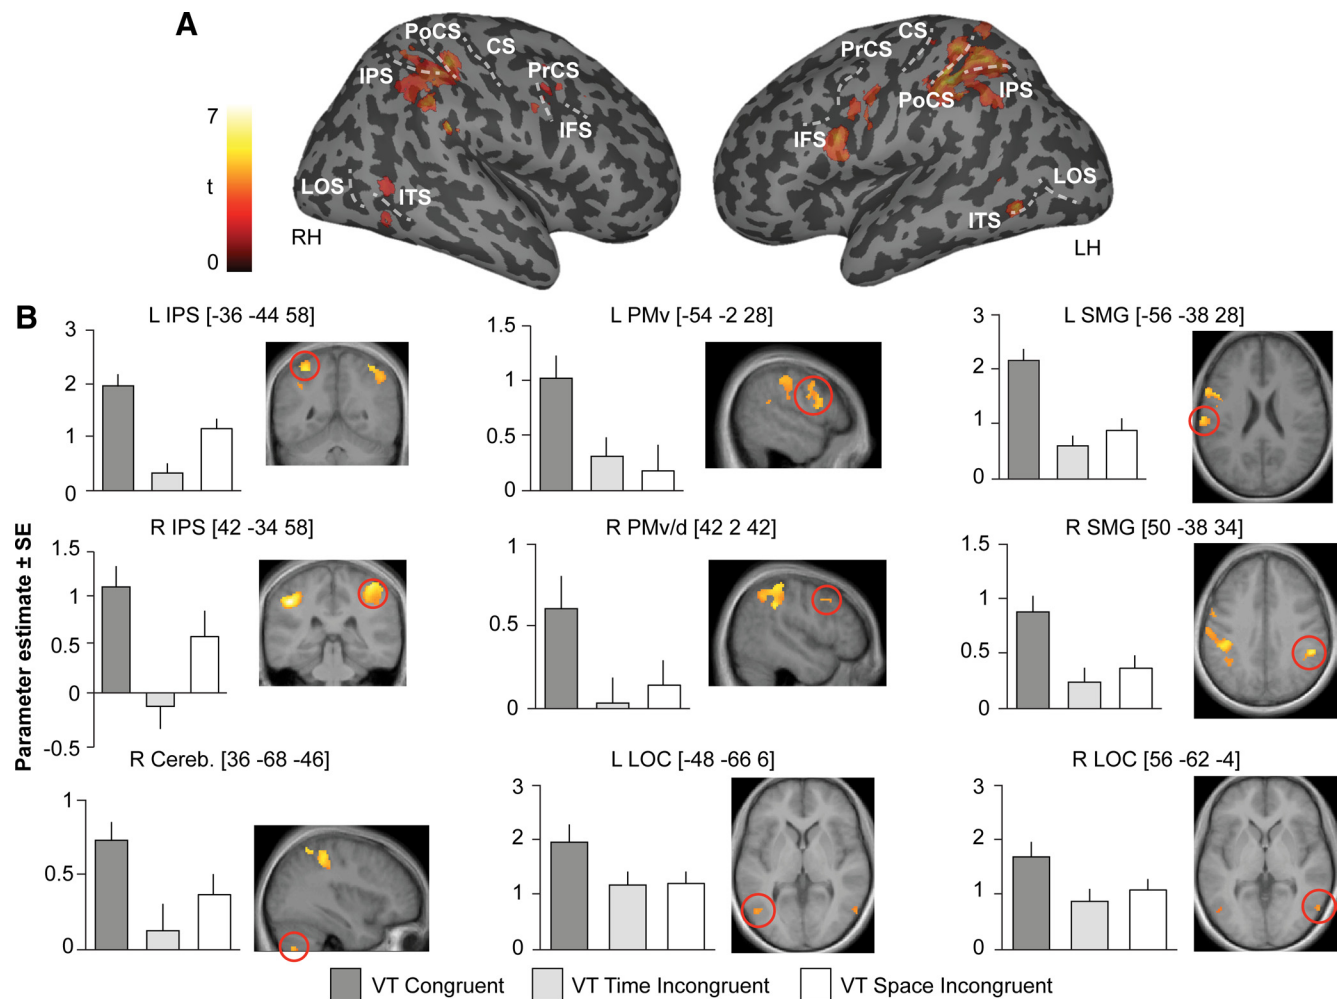 A
PoCS
CS
PrCS
IPS
IFS
LOS
ITS
RH
CS
PrCS
PoCS
IPS
IFS
LOS
ITS
LH
7
t
0
B
L IPS [-36 -44 58]
3
2
1
0
L PMv [-54 -2 28]
1.5
1
0.5
0
L SMG [-56 -38 28]
3
2
1
0
Parameter estimate ± SE
R IPS [42 -34 58]
1.5
1
0.5
0
-0.5
R PMv/d [42 2 42]
1
0
R SMG [50 -38 34]
1.5
1
0.5
0
R Cereb. [36 -68 -46]
1
0.5
0
L LOC [-48 -66 6]
3
2
1
0
R LOC [56 -62 -4]
3
2
1
0
VT Congruent
VT Time Incongruent
VT Space Incongruent